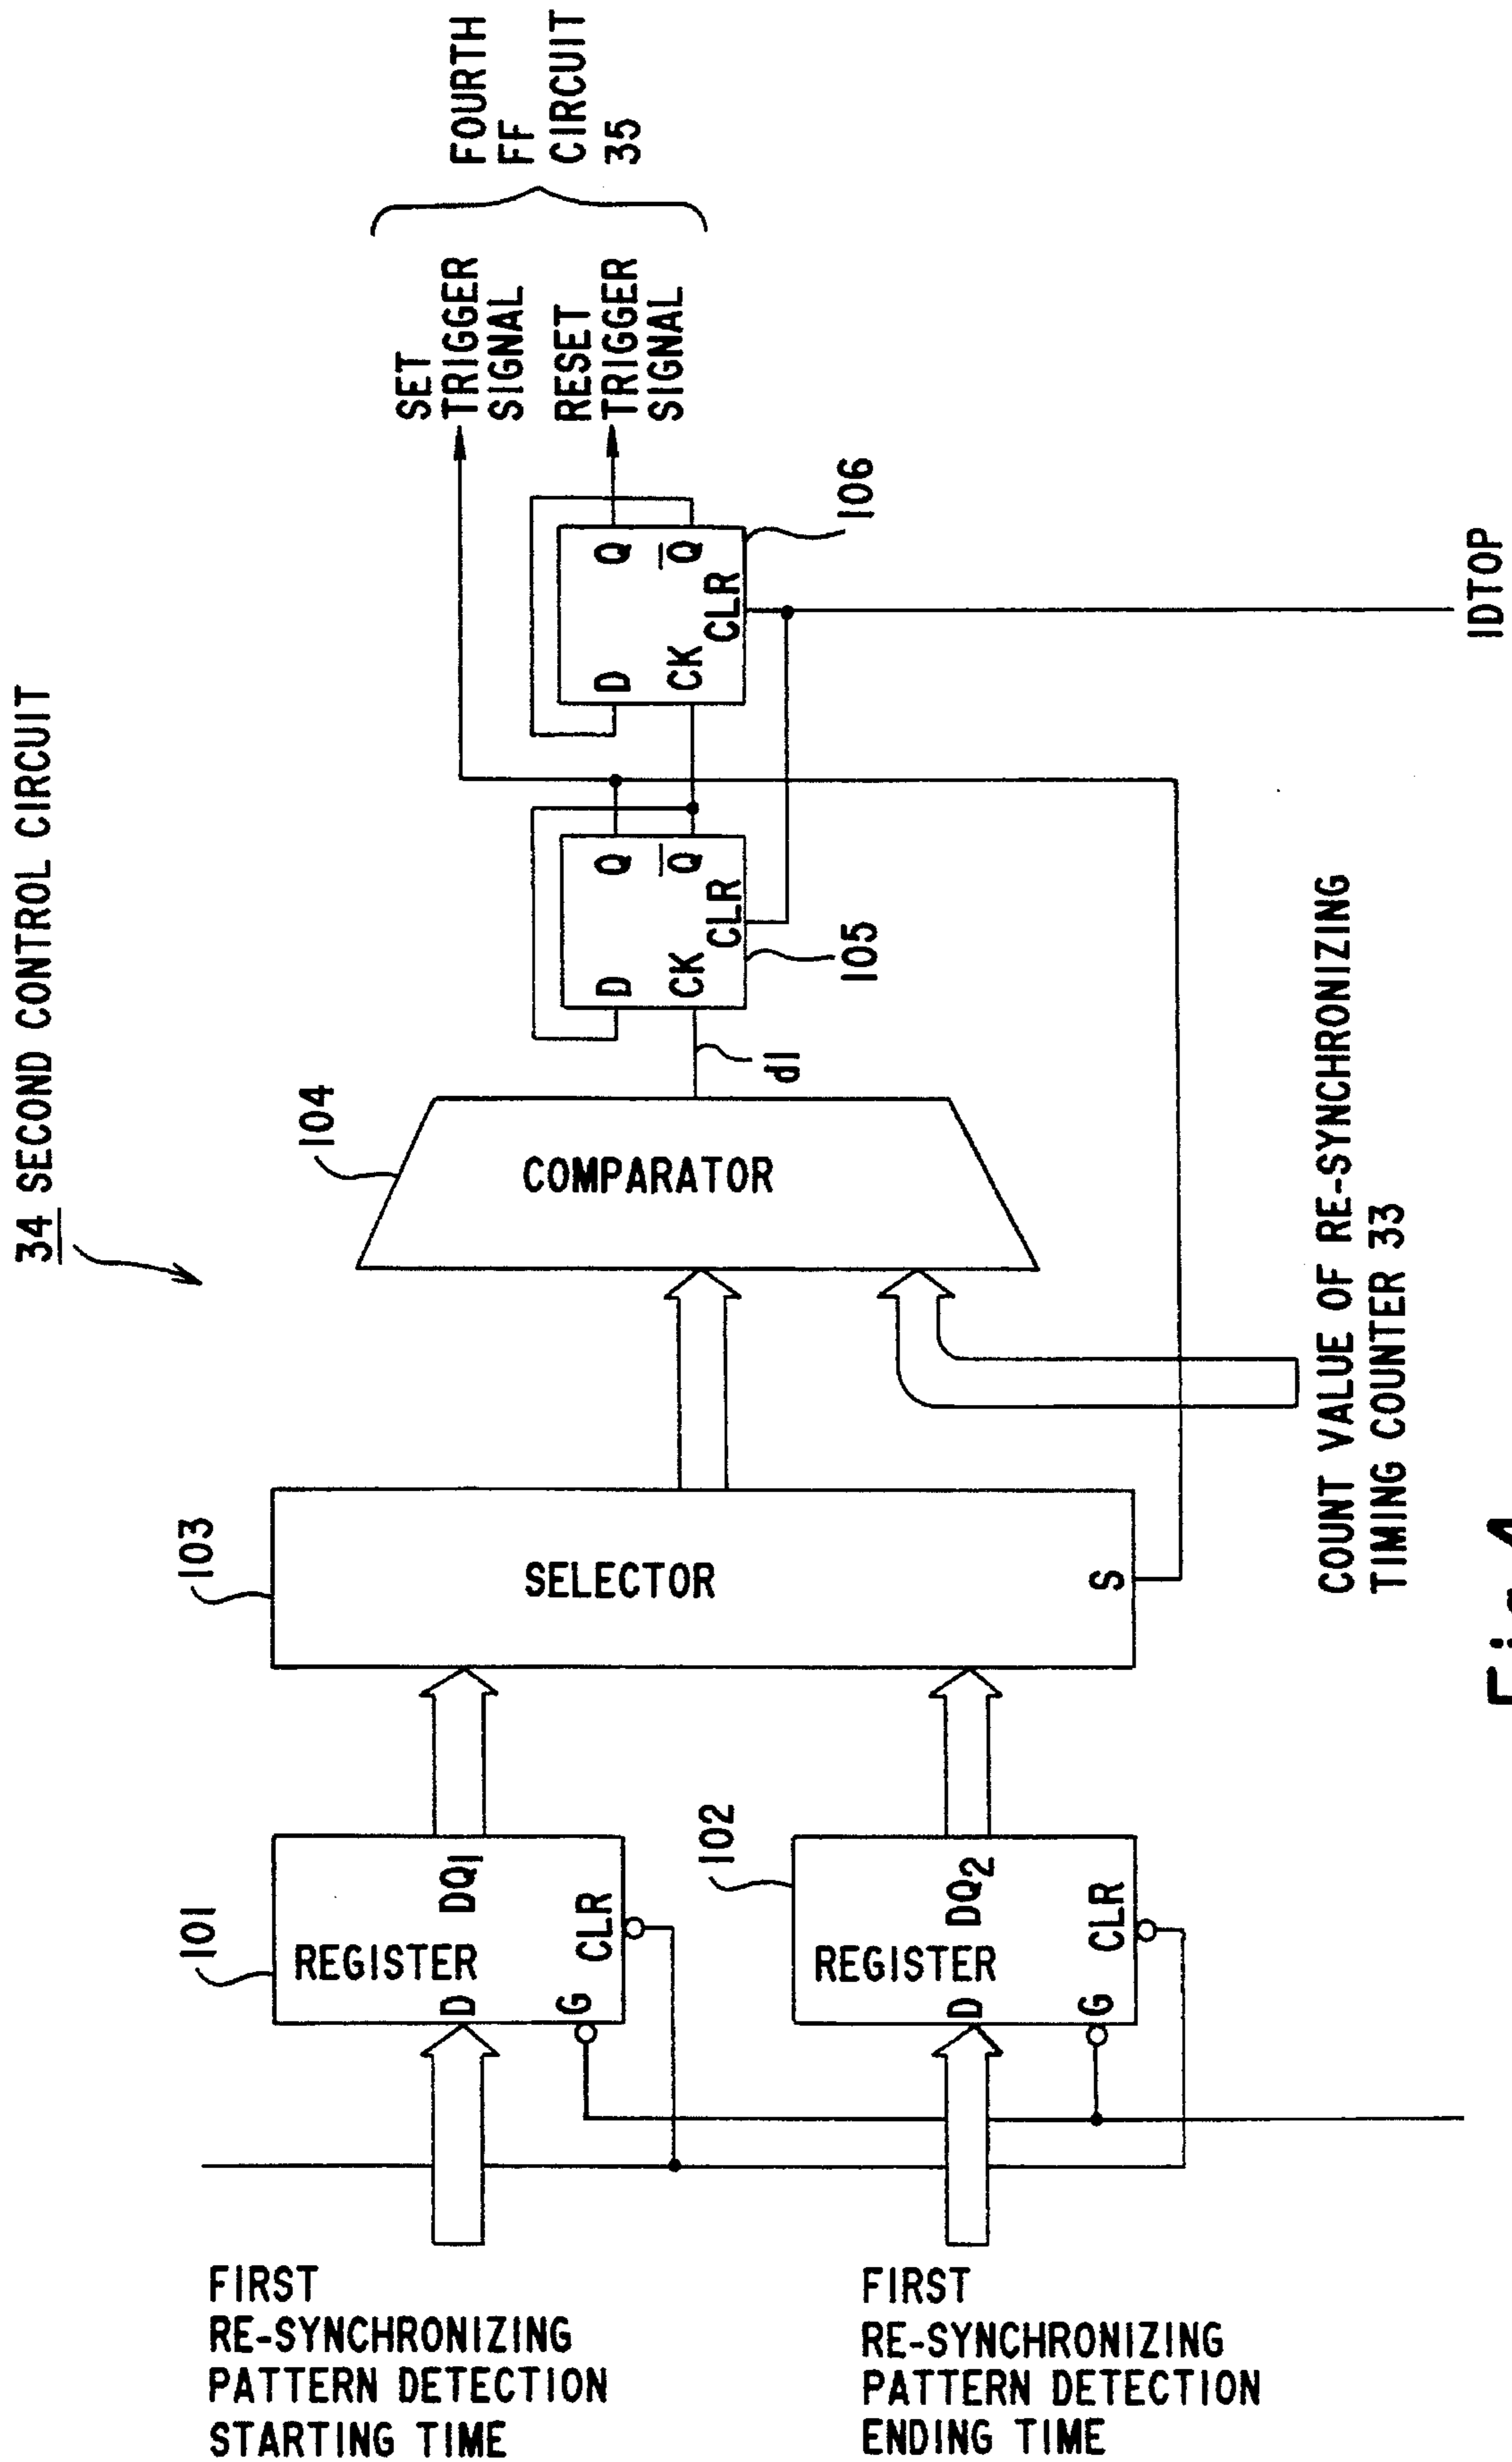 34 SECOND CONTROL CIRCUIT
FIRST
RE-SYNCHRONIZING
PATTERN DETECTION
STARTING TIME
FIRST
RE-SYNCHRONIZING
PATTERN DETECTION
ENDING TIME
101
REGISTER
D
DQ1
G
CLR
102
REGISTER
D
DQ2
G
CLR
103
SELECTOR
S
104
COMPARATOR
COUNT VALUE OF RE-SYNCHRONIZING
TIMING COUNTER 33
d1
D
Q
CK
Q
CLR
105
D
Q
CK
Q
CLR
106
SET
TRIGGER
SIGNAL
RESET
TRIGGER
SIGNAL
FOURTH
FF
CIRCUIT
35
IDTOP